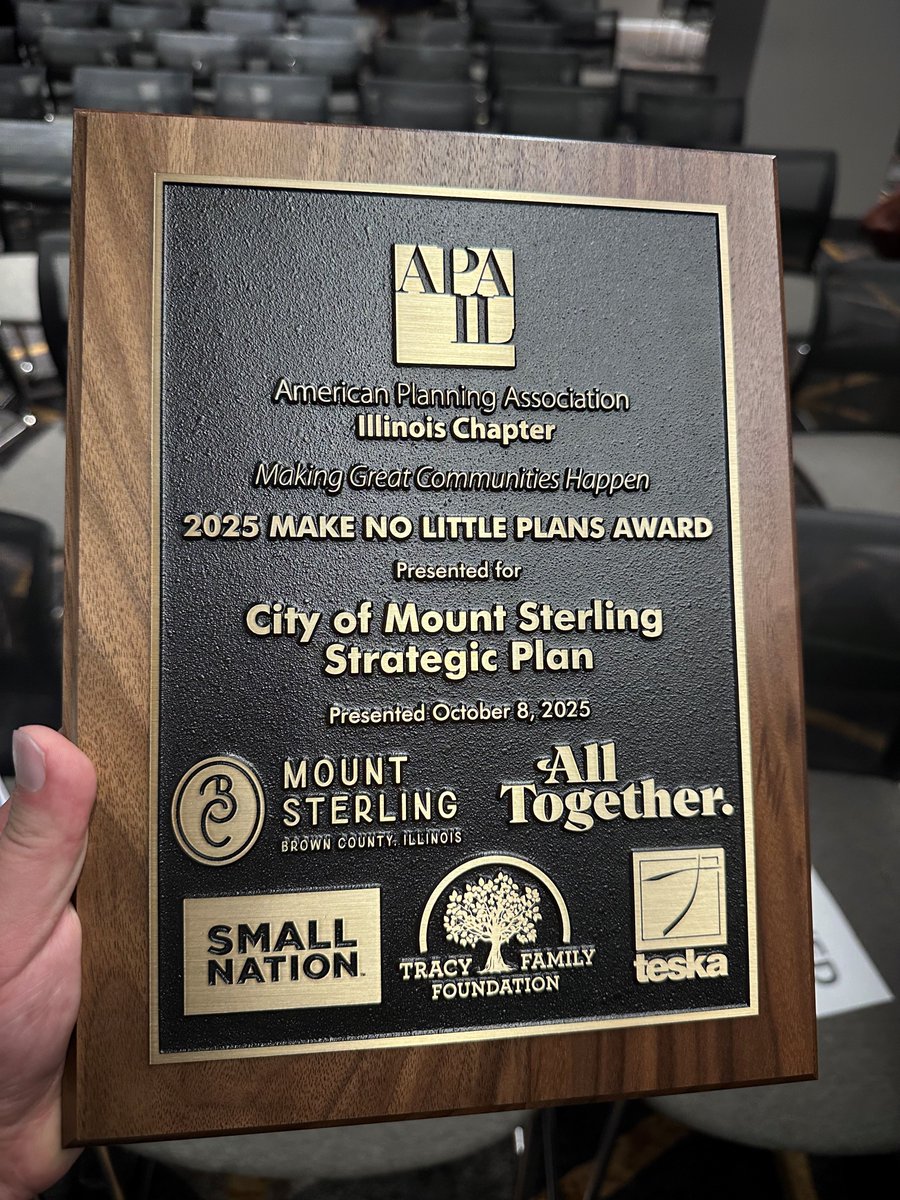 APA
IL
American Planning Association
Illinois Chapter
Making Great Communities Happen
2025 MAKE NO LITTLE PLANS AWARD
Presented for
City of Mount Sterling
Strategic Plan
Presented October 8, 2025
BC
MOUNT
STERLING
BROWN COUNTY, ILLINOIS
All
Together.
SMALL
NATION
TRACY FAMILY
FOUNDATION
teska